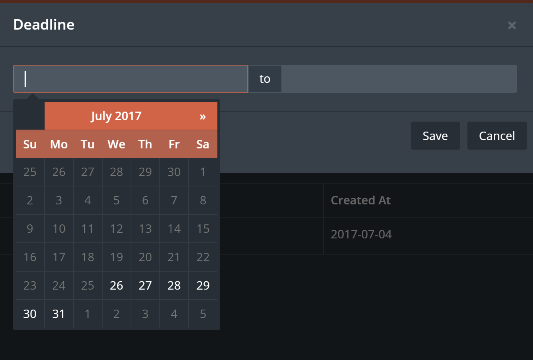 Deadline ×
to
July 2017 »
Su Mo Tu We Th Fr Sa
25 26 27 28 29 30 1
2 3 4 5 6 7 8
9 10 11 12 13 14 15
16 17 18 19 20 21 22
23 24 25 26 27 28 29
30 31 1 2 3 4 5
Save Cancel
Created At
2017-07-04